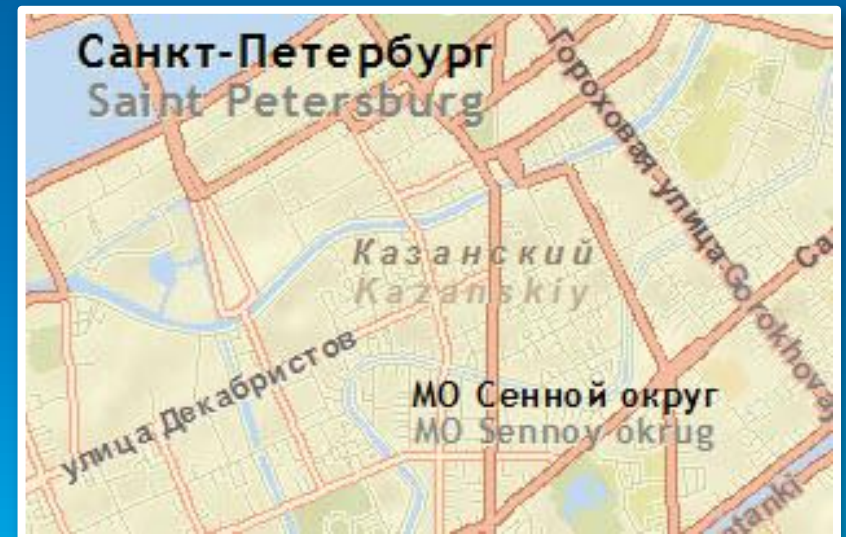 Санкт-Петербург
Saint Petersburg
Гороховая улица Gorokhovaya
Казанский
Kazanskiy
улица Декабристов
МО Сенной округ
MO Sennoy okrug